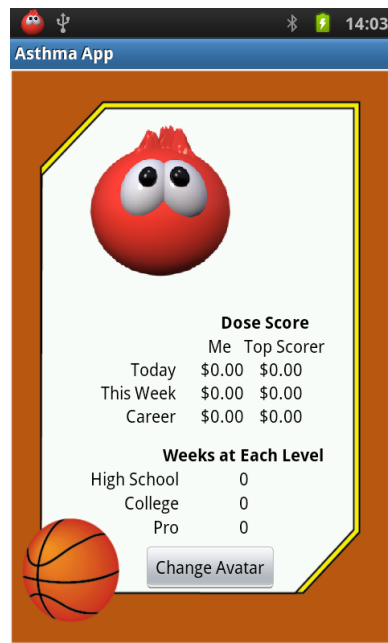 14:03
Asthma App
Dose Score
Me Top Scorer
Today $0.00 $0.00
This Week $0.00 $0.00
Career $0.00 $0.00
Weeks at Each Level
High School 0
College 0
Pro 0
Change Avatar